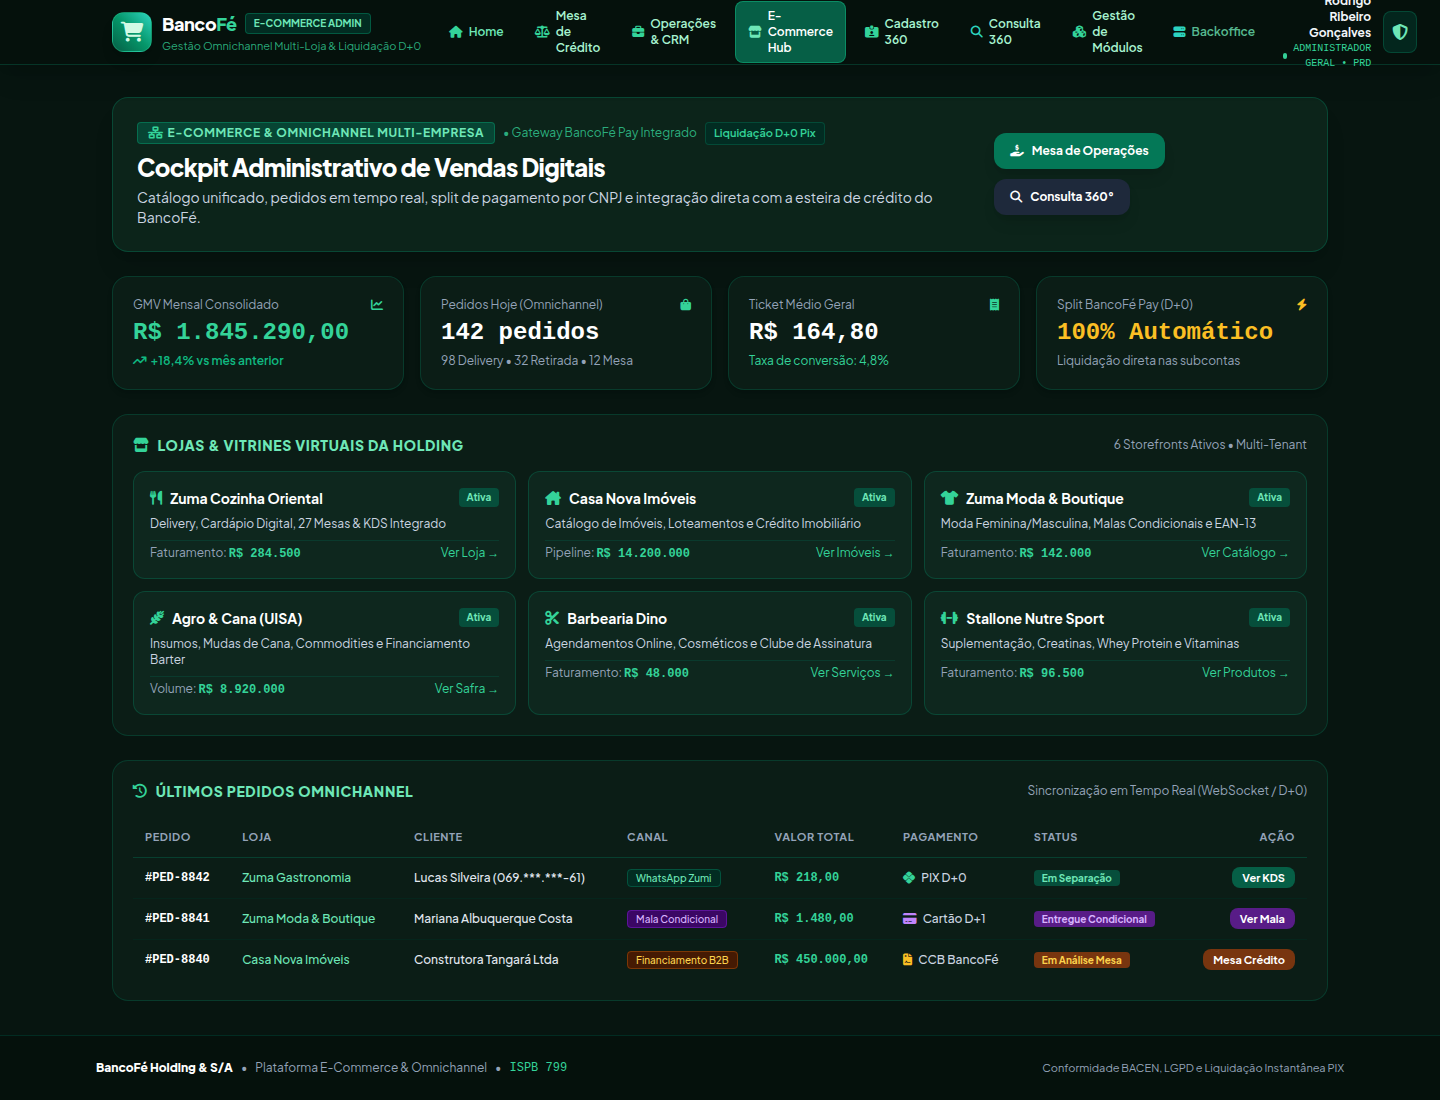 BancoFé E-COMMERCE ADMIN
Gestão Omnichannel Multi-Loja & Liquidação D+0
Home
Mesa
de
Crédito
Operações
& CRM
E-
Commerce
Hub
Cadastro
360
Consulta
360
Gestão
de
Módulos
Backoffice
Rodrigo
Ribeiro
Gonçalves
ADMINISTRADOR
GERAL • PRD
E-COMMERCE & OMNICHANNEL MULTI-EMPRESA • Gateway BancoFé Pay Integrado Liquidação D+0 Pix
Cockpit Administrativo de Vendas Digitais
Catálogo unificado, pedidos em tempo real, split de pagamento por CNPJ e integração direta com a esteira de crédito do
BancoFé.
Mesa de Operações
Consulta 360°
GMV Mensal Consolidado
R$ 1.845.290,00
+18,4% vs mês anterior
Pedidos Hoje (Omnichannel)
142 pedidos
98 Delivery • 32 Retirada • 12 Mesa
Ticket Médio Geral
R$ 164,80
Taxa de conversão: 4,8%
Split BancoFé Pay (D+0)
100% Automático
Liquidação direta nas subcontas
LOJAS & VITRINES VIRTUAIS DA HOLDING
6 Storefronts Ativos • Multi-Tenant
Zuma Cozinha Oriental Ativa
Delivery, Cardápio Digital, 27 Mesas & KDS Integrado
Faturamento: R$ 284.500 Ver Loja →
Casa Nova Imóveis Ativa
Catálogo de Imóveis, Loteamentos e Crédito Imobiliário
Pipeline: R$ 14.200.000 Ver Imóveis →
Zuma Moda & Boutique Ativa
Moda Feminina/Masculina, Malas Condicionais e EAN-13
Faturamento: R$ 142.000 Ver Catálogo →
Agro & Cana (UISA) Ativa
Insumos, Mudas de Cana, Commodities e Financiamento
Barter
Volume: R$ 8.920.000 Ver Safra →
Barbearia Dino Ativa
Agendamentos Online, Cosméticos e Clube de Assinatura
Faturamento: R$ 48.000 Ver Serviços →
Stallone Nutre Sport Ativa
Suplementação, Creatinas, Whey Protein e Vitaminas
Faturamento: R$ 96.500 Ver Produtos →
ÚLTIMOS PEDIDOS OMNICHANNEL
Sincronização em Tempo Real (WebSocket / D+0)
PEDIDO LOJA CLIENTE CANAL VALOR TOTAL PAGAMENTO STATUS AÇÃO
#PED-8842 Zuma Gastronomia Lucas Silveira (069.***.***-61) WhatsApp Zumi R$ 218,00 PIX D+0 Em Separação Ver KDS
#PED-8841 Zuma Moda & Boutique Mariana Albuquerque Costa Mala Condicional R$ 1.480,00 Cartão D+1 Entregue Condicional Ver Mala
#PED-8840 Casa Nova Imóveis Construtora Tangará Ltda Financiamento B2B R$ 450.000,00 CCB BancoFé Em Análise Mesa Mesa Crédito
BancoFé Holding & S/A • Plataforma E-Commerce & Omnichannel • ISPB 799
Conformidade BACEN, LGPD e Liquidação Instantânea PIX